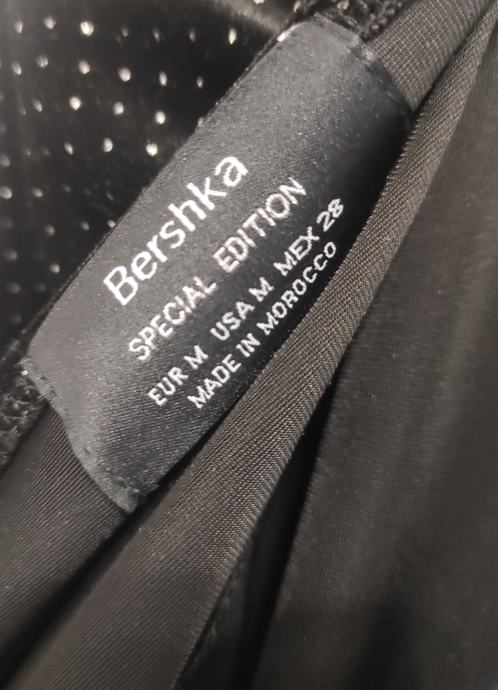 Bershka
SPECIAL EDITION
EUR M USA M MEX 28
MADE IN MOROCCO